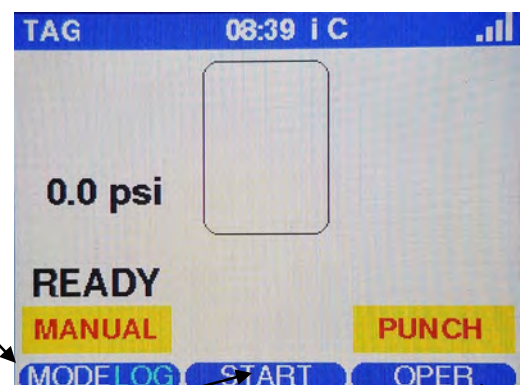 TAG 08:39 i C
0.0 psi
READY
MANUAL PUNCH
MODE LOG START OPER